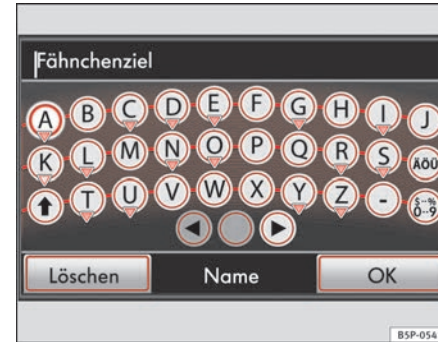 Fähnchenziel
A B C D E F G H I J
K L M N O P Q R S ÄÖÜ
T U V W X Y Z - $--%
0--9
Löschen Name OK
B5P-054